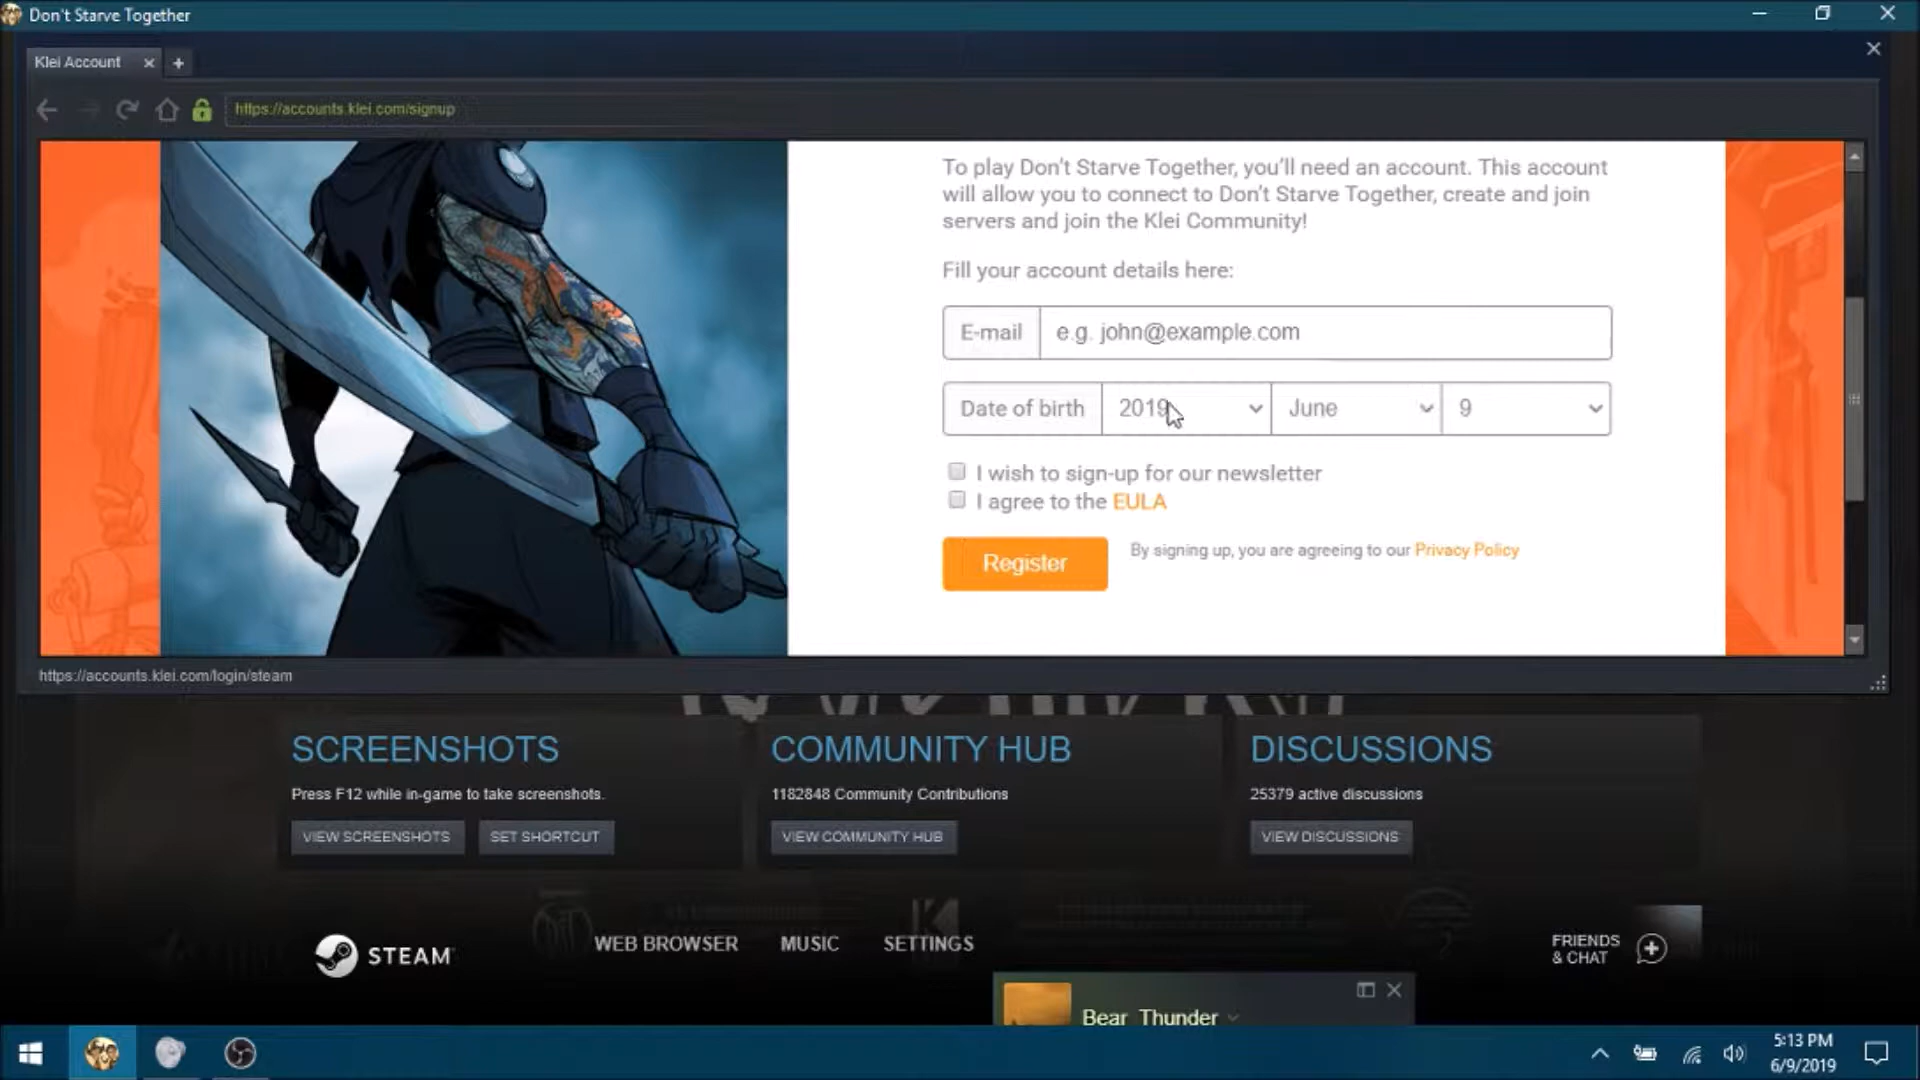 Don't Starve Together
Klei Account
https://accounts.klei.com/signup
To play Don't Starve Together, you'll need an account. This account
will allow you to connect to Don't Starve Together, create and join
servers and join the Klei Community!
Fill your account details here:
E-mail
e.g. john@example.com
Date of birth
2019
June
9
I wish to sign-up for our newsletter
I agree to the EULA
Register
By signing up, you are agreeing to our Privacy Policy
https://accounts.klei.com/login/steam
SCREENSHOTS
Press F12 while in-game to take screenshots.
VIEW SCREENSHOTS
SET SHORTCUT
COMMUNITY HUB
1182848 Community Contributions
VIEW COMMUNITY HUB
DISCUSSIONS
25379 active discussions
VIEW DISCUSSIONS
STEAM
WEB BROWSER
MUSIC
SETTINGS
FRIENDS
& CHAT
Bear_Thunder
5:13 PM
6/9/2019